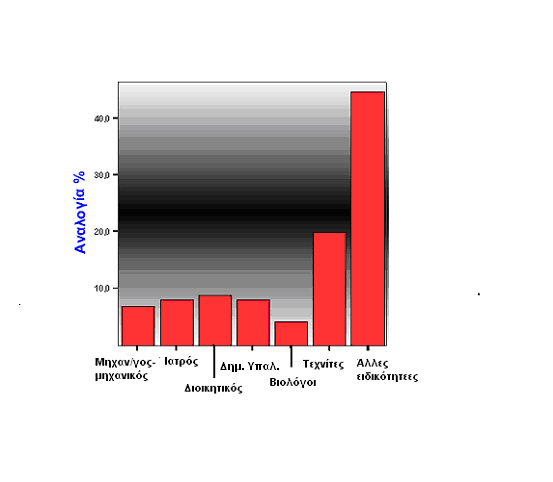 Αναλογία %
40,0
30,0
20,0
10,0
Μηχαν/γος-
μηχανικός
Ιατρός
Διοικητικός
Δημ. Υπαλ.
Βιολόγοι
Τεχνίτες
Άλλες
ειδικότητεες